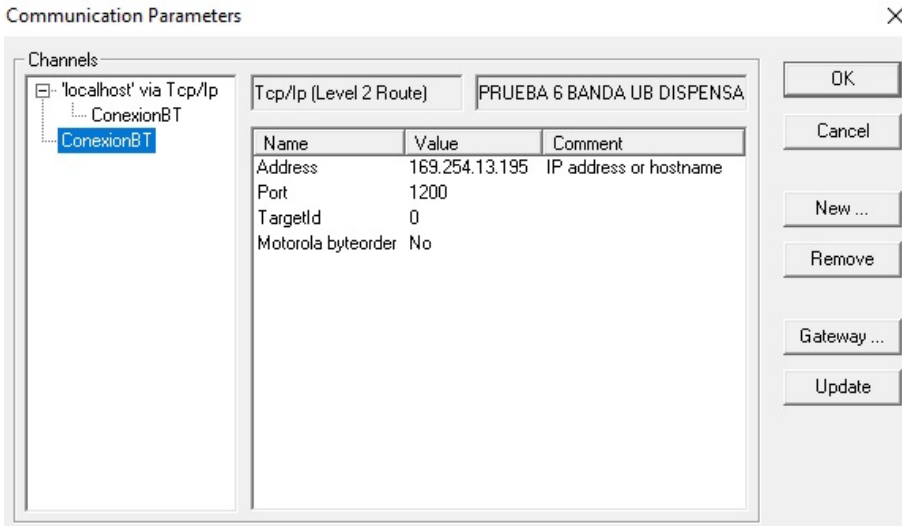 Communication Parameters
Channels
'localhost' via Tcp/Ip
ConexionBT
ConexionBT
Tcp/Ip (Level 2 Route)
PRUEBA 6 BANDA UB DISPENSA
Name Value Comment
Address 169.254.13.195 IP address or hostname
Port 1200
TargetId 0
Motorola byteorder No
OK
Cancel
New ...
Remove
Gateway ...
Update